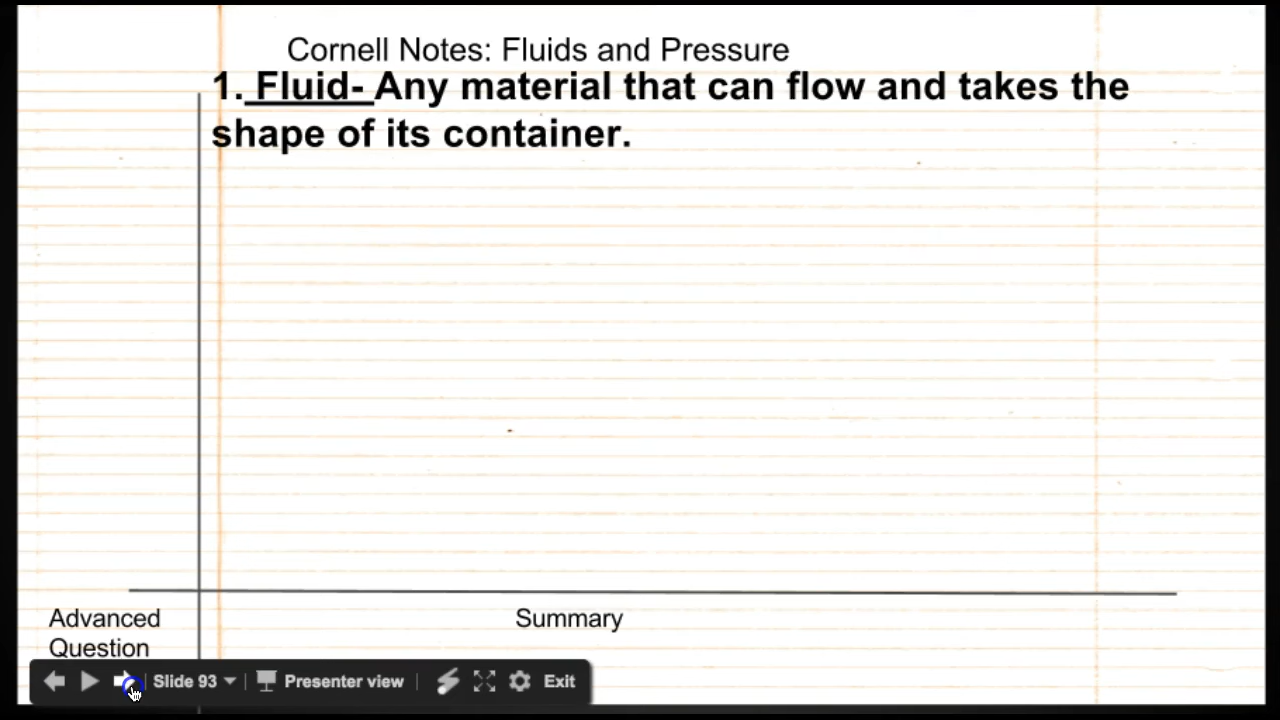 Cornell Notes: Fluids and Pressure
1. Fluid- Any material that can flow and takes the
shape of its container.
Advanced
Question
Summary
Slide 93
Presenter view
Exit